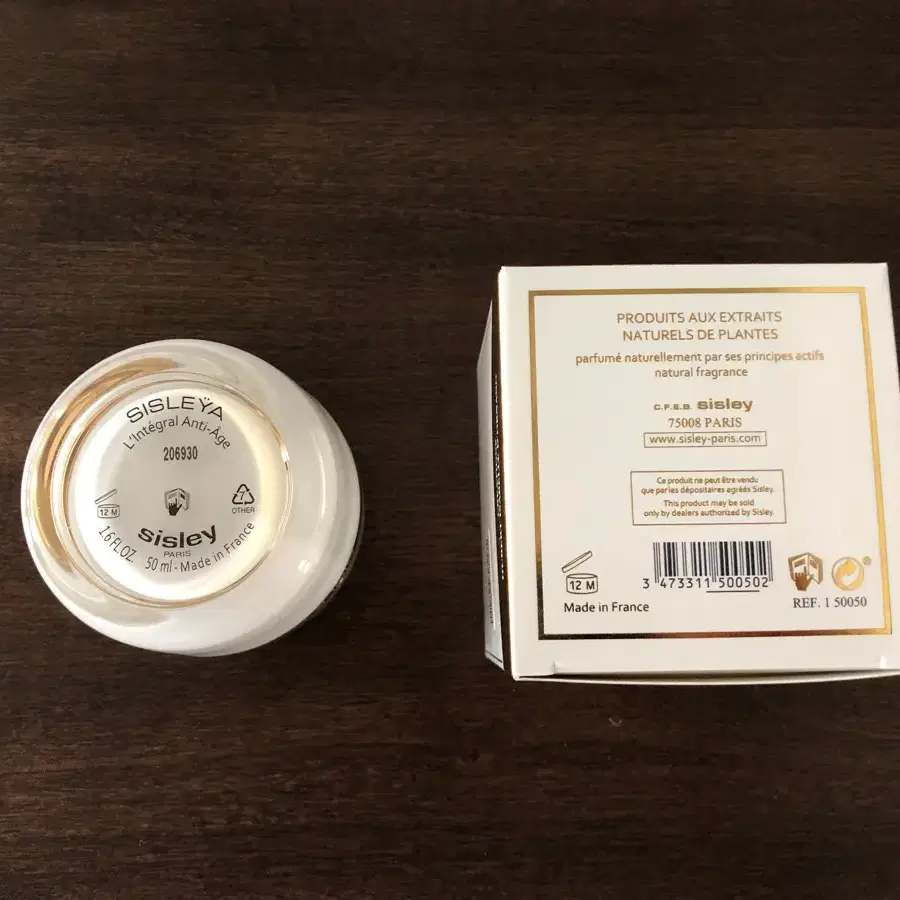 SISLEŸA
L'Intégral Anti-Âge
206930
12 M
7
OTHER
sisley
PARIS
1.6 FL.OZ. 50 ml - Made in France
PRODUITS AUX EXTRAITS
NATURELS DE PLANTES
parfumé naturellement par ses principes actifs
natural fragrance
C.F.E.B. sisley
75008 PARIS
www.sisley-paris.com
Ce produit ne peut être vendu
que par les dépositaires agréés Sisley.
This product may be sold
only by dealers authorized by Sisley.
12 M
3 473311 500502
Made in France
REF. 1 50050